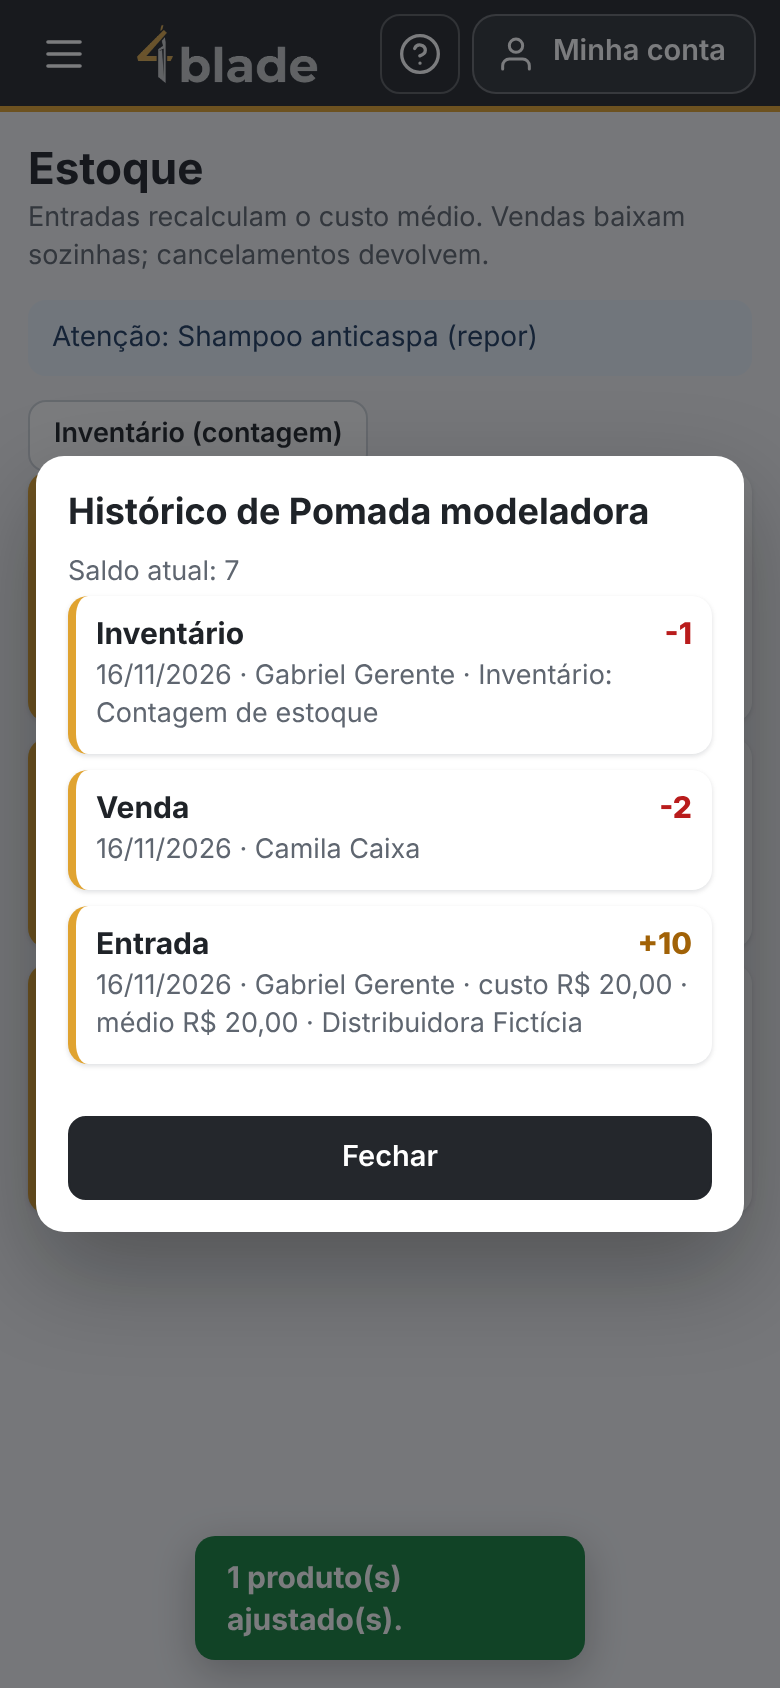 4blade
Minha conta
Estoque
Entradas recalculam o custo médio. Vendas baixam
sozinhas; cancelamentos devolvem.
Atenção: Shampoo anticaspa (repor)
Inventário (contagem)
Histórico de Pomada modeladora
Saldo atual: 7
Inventário -1
16/11/2026 · Gabriel Gerente · Inventário:
Contagem de estoque
Venda -2
16/11/2026 · Camila Caixa
Entrada +10
16/11/2026 · Gabriel Gerente · custo R$ 20,00 ·
médio R$ 20,00 · Distribuidora Fictícia
Fechar
1 produto(s)
ajustado(s).